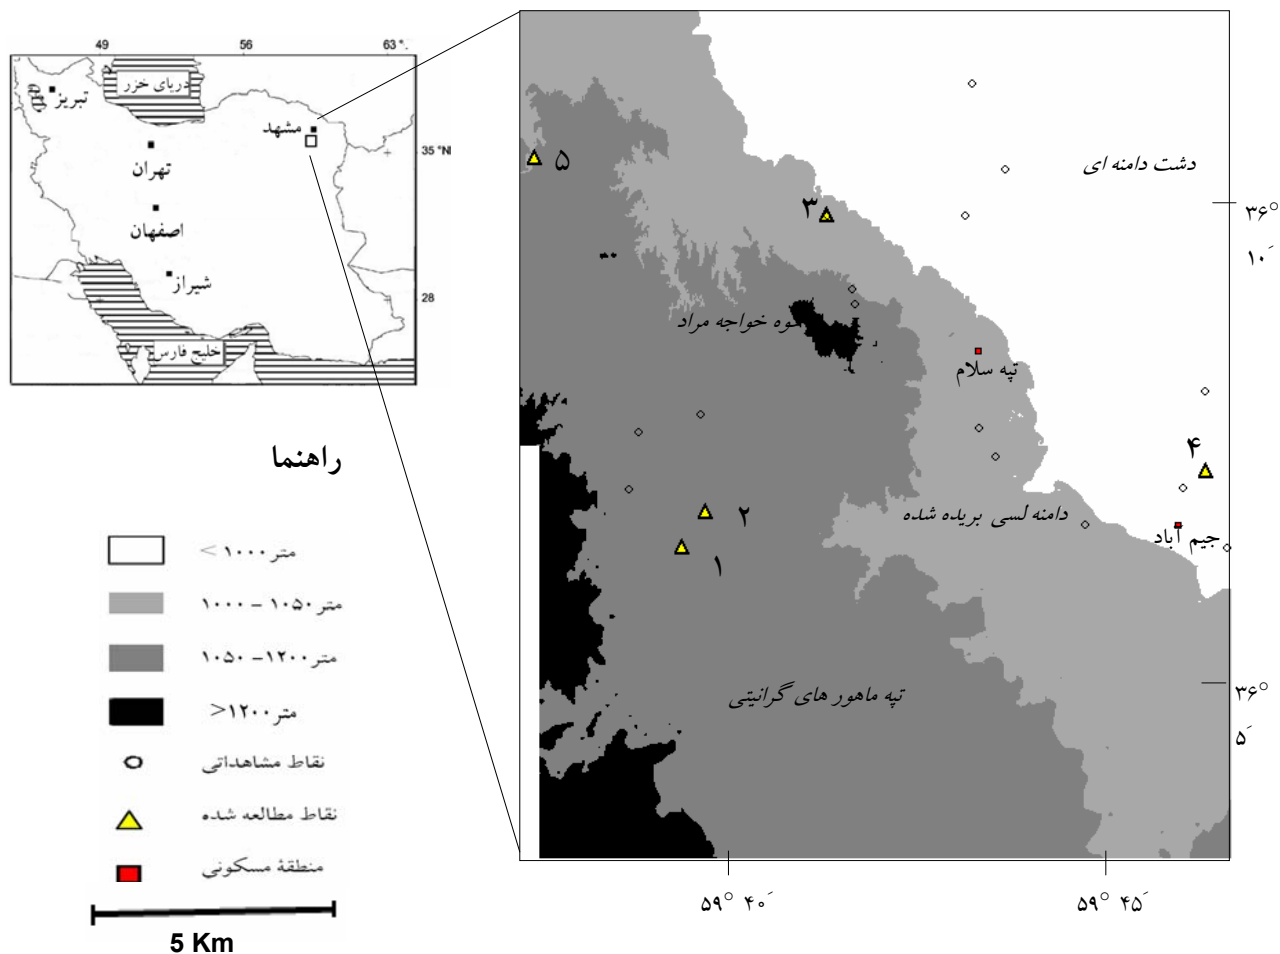 49 56 63 °.
دریای خزر
تبریز
مشهد
35 °N
تهران
اصفهان
شیراز
28
خلیج فارس
راهنما
< ۱۰۰۰ متر
۱۰۰۰ – ۱۰۵۰ متر
۱۰۵۰ –۱۲۰۰ متر
>۱۲۰۰ متر
نقاط مشاهداتی
نقاط مطالعه شده
منطقهٔ مسکونی
5 Km
۵
دشت دامنه ای
۳
۳۶°
۱۰´
خواجه مراد
تپه سلام
۴
۲
دامنه لسی بریده شده
جیم آباد
۱
تپه ماهور های گرانیتی
۳۶°
۵´
۵۹° ۴۰´
۵۹° ۴۵´